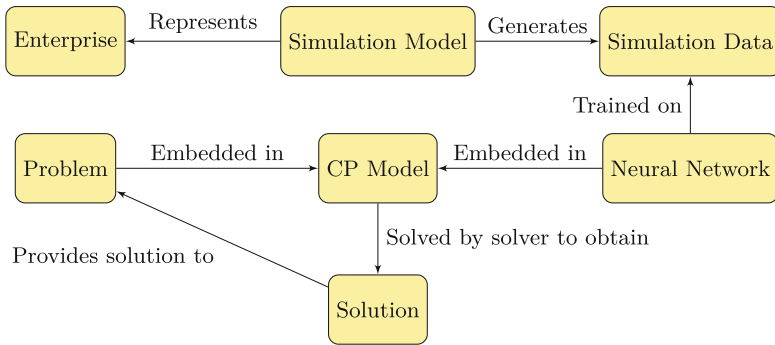 Enterprise
Represents
Simulation Model
Generates
Simulation Data
Trained on
Problem
Embedded in
CP Model
Embedded in
Neural Network
Provides solution to
Solved by solver to obtain
Solution